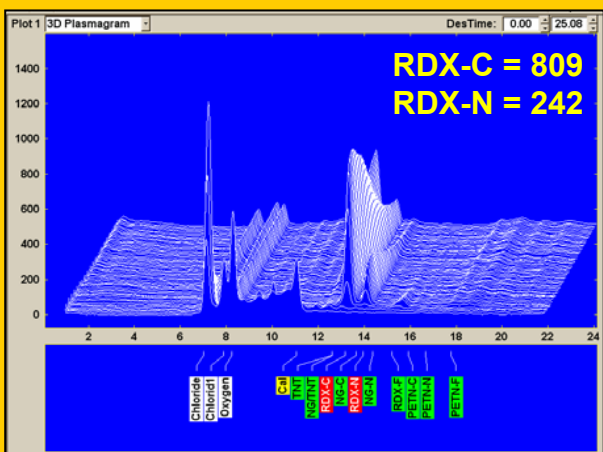 Plot 1 3D Plasmagram DesTime: 0.00 25.08
RDX-C = 809
RDX-N = 242
1400
1200
1000
800
600
400
200
0
2 4 6 8 10 12 14 16 18 20 22 24
Chloride
Chlorid1
Oxygen
Cal
TNT
NG/TNT
RDX-C
NG-C
RDX-N
NG-N
RDX-F
PETN-C
PETN-N
PETN-F